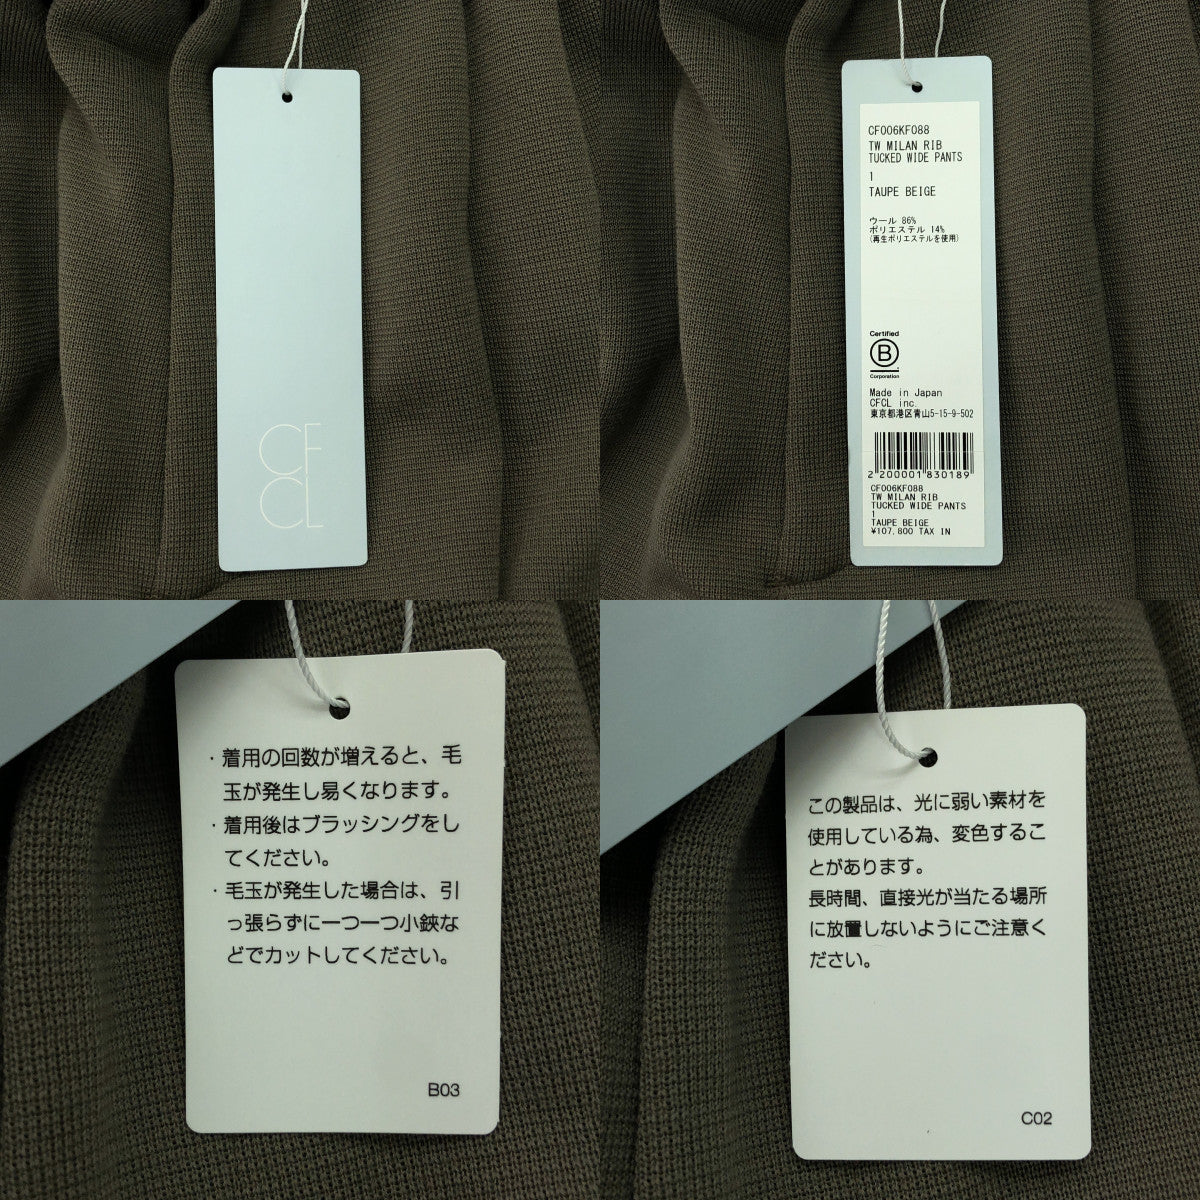 CF
CL
CF006KF088
TW MILAN RIB
TUCKED WIDE PANTS
1
TAUPE BEIGE
ウール 86%
ポリエステル 14%
(再生ポリエステルを使用)
Certified
B
Corporation
Made in Japan
CFCL inc.
東京都港区青山5-15-9-502
2 200001 830189
CF006KF088
TW MILAN RIB
TUCKED WIDE PANTS
1
TAUPE BEIGE
¥107,800 TAX IN
・着用の回数が増えると、毛
玉が発生し易くなります。
・着用後はブラッシングをし
てください。
・毛玉が発生した場合は、引
っ張らずに一つ一つ小鋏な
どでカットしてください。
B03
この製品は、光に弱い素材を
使用している為、変色するこ
とがあります。
長時間、直接光が当たる場所
に放置しないようにご注意く
ださい。
C02